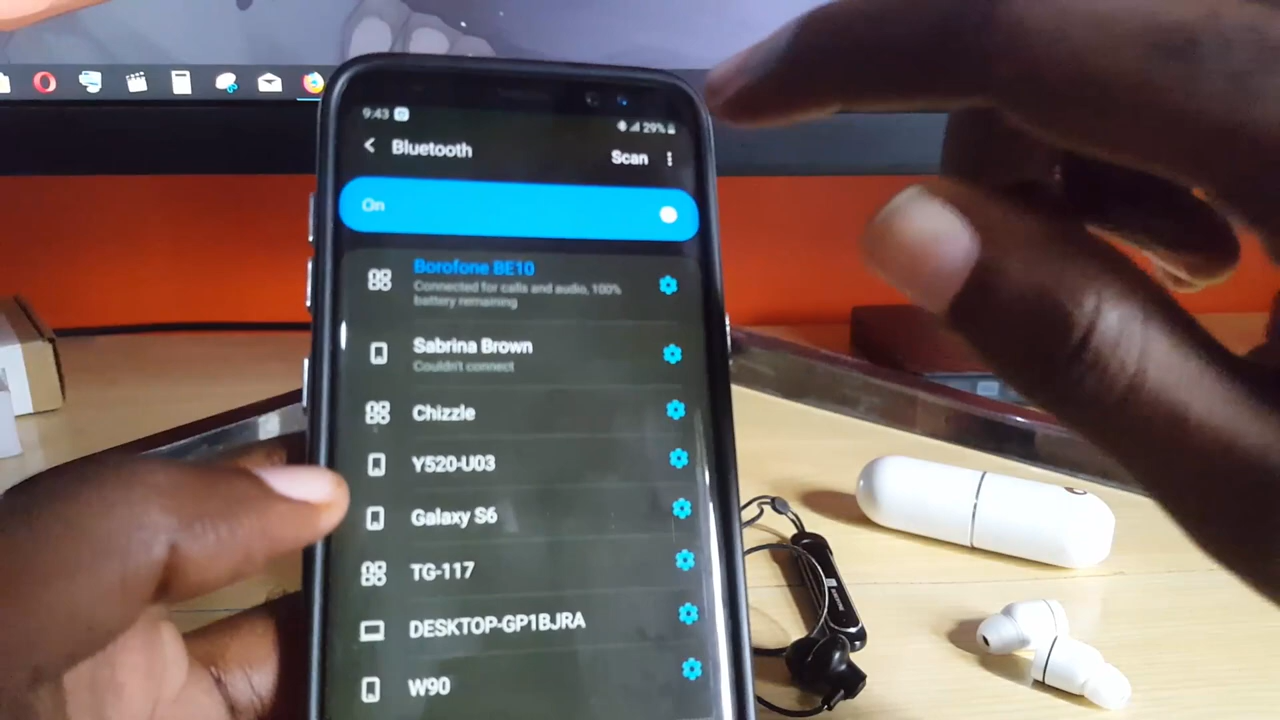 9:43
29%
Bluetooth
Scan
On
Borofone BE10
Connected for calls and audio, 100%
battery remaining
Sabrina Brown
Couldn't connect
Chizzle
Y520-U03
Galaxy S6
TG-117
DESKTOP-GP1BJRA
W90